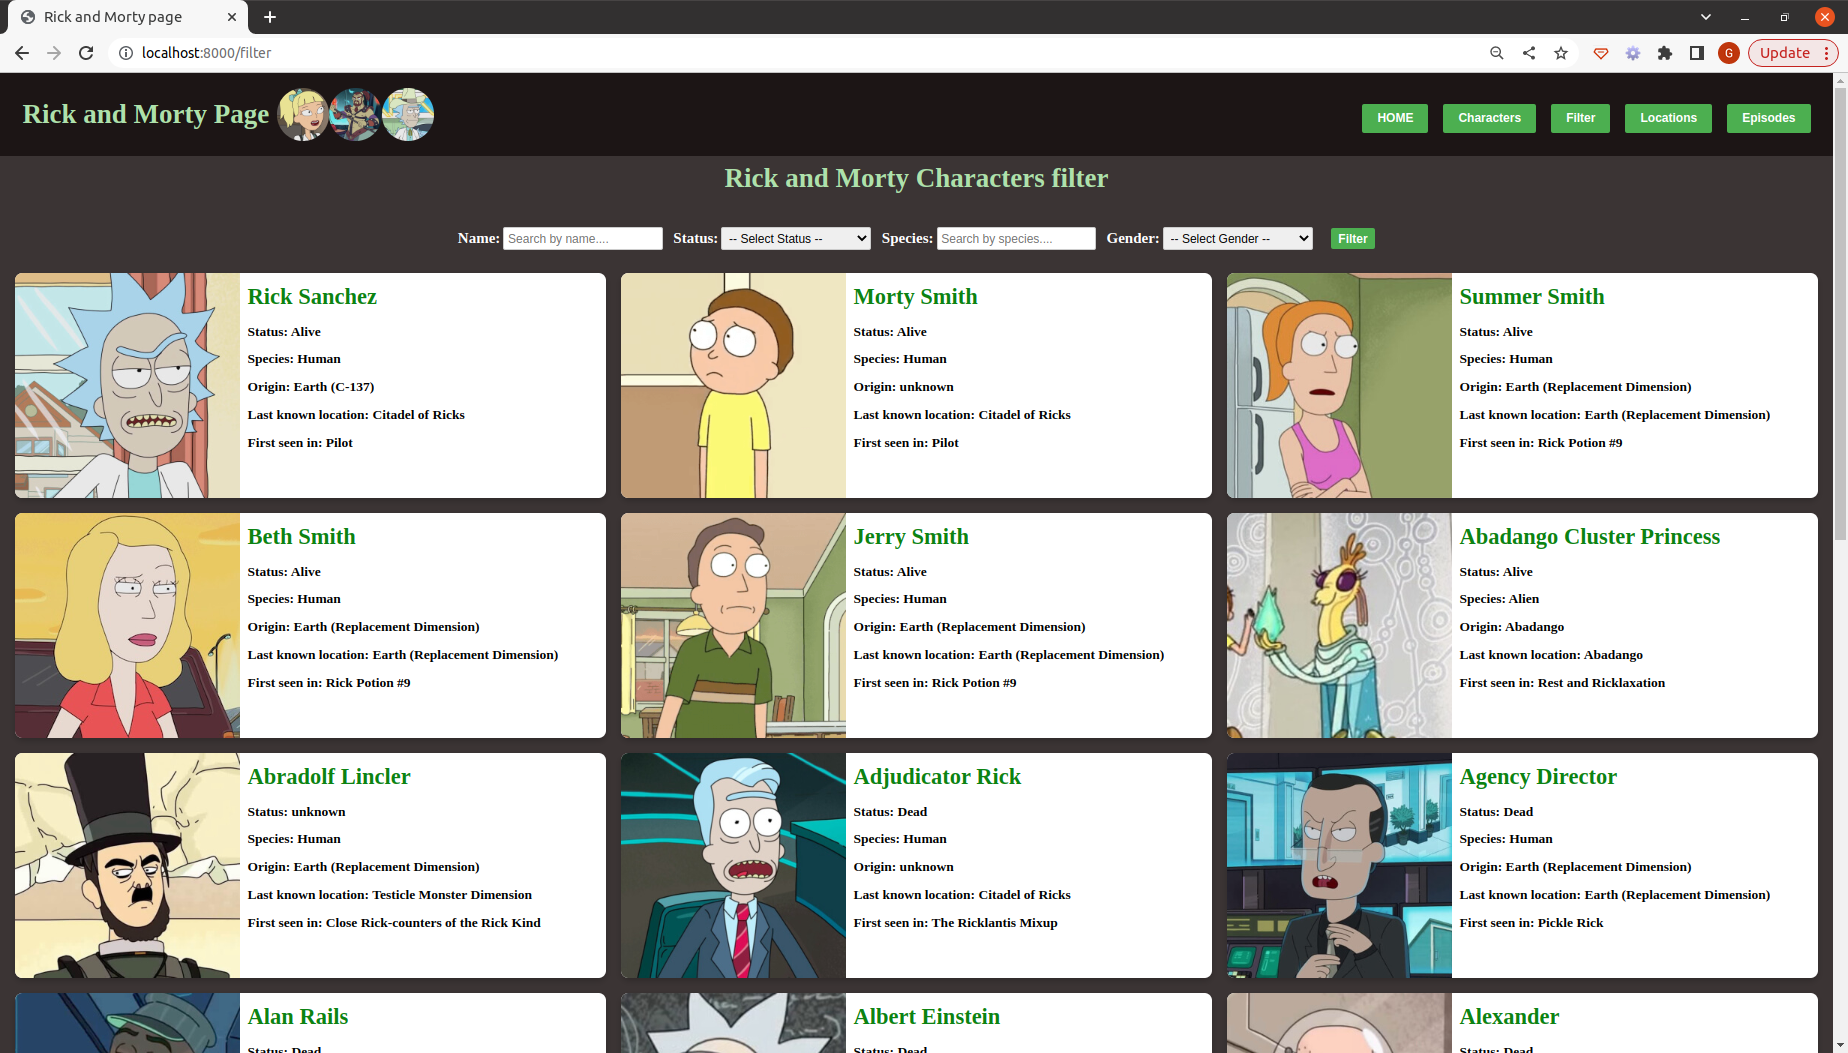 Rick and Morty page
localhost:8000/filter
G
Update
Rick and Morty Page
HOME
Characters
Filter
Locations
Episodes
Rick and Morty Characters filter
Name: Search by name.... Status: -- Select Status -- Species: Search by species.... Gender: -- Select Gender -- Filter
Rick Sanchez
Status: Alive
Species: Human
Origin: Earth (C-137)
Last known location: Citadel of Ricks
First seen in: Pilot
Morty Smith
Status: Alive
Species: Human
Origin: unknown
Last known location: Citadel of Ricks
First seen in: Pilot
Summer Smith
Status: Alive
Species: Human
Origin: Earth (Replacement Dimension)
Last known location: Earth (Replacement Dimension)
First seen in: Rick Potion #9
Beth Smith
Status: Alive
Species: Human
Origin: Earth (Replacement Dimension)
Last known location: Earth (Replacement Dimension)
First seen in: Rick Potion #9
Jerry Smith
Status: Alive
Species: Human
Origin: Earth (Replacement Dimension)
Last known location: Earth (Replacement Dimension)
First seen in: Rick Potion #9
Abadango Cluster Princess
Status: Alive
Species: Alien
Origin: Abadango
Last known location: Abadango
First seen in: Rest and Ricklaxation
Abradolf Lincler
Status: unknown
Species: Human
Origin: Earth (Replacement Dimension)
Last known location: Testicle Monster Dimension
First seen in: Close Rick-counters of the Rick Kind
Adjudicator Rick
Status: Dead
Species: Human
Origin: unknown
Last known location: Citadel of Ricks
First seen in: The Ricklantis Mixup
Agency Director
Status: Dead
Species: Human
Origin: Earth (Replacement Dimension)
Last known location: Earth (Replacement Dimension)
First seen in: Pickle Rick
Alan Rails
Status: Dead
Albert Einstein
Status: Dead
Alexander
Status: Dead